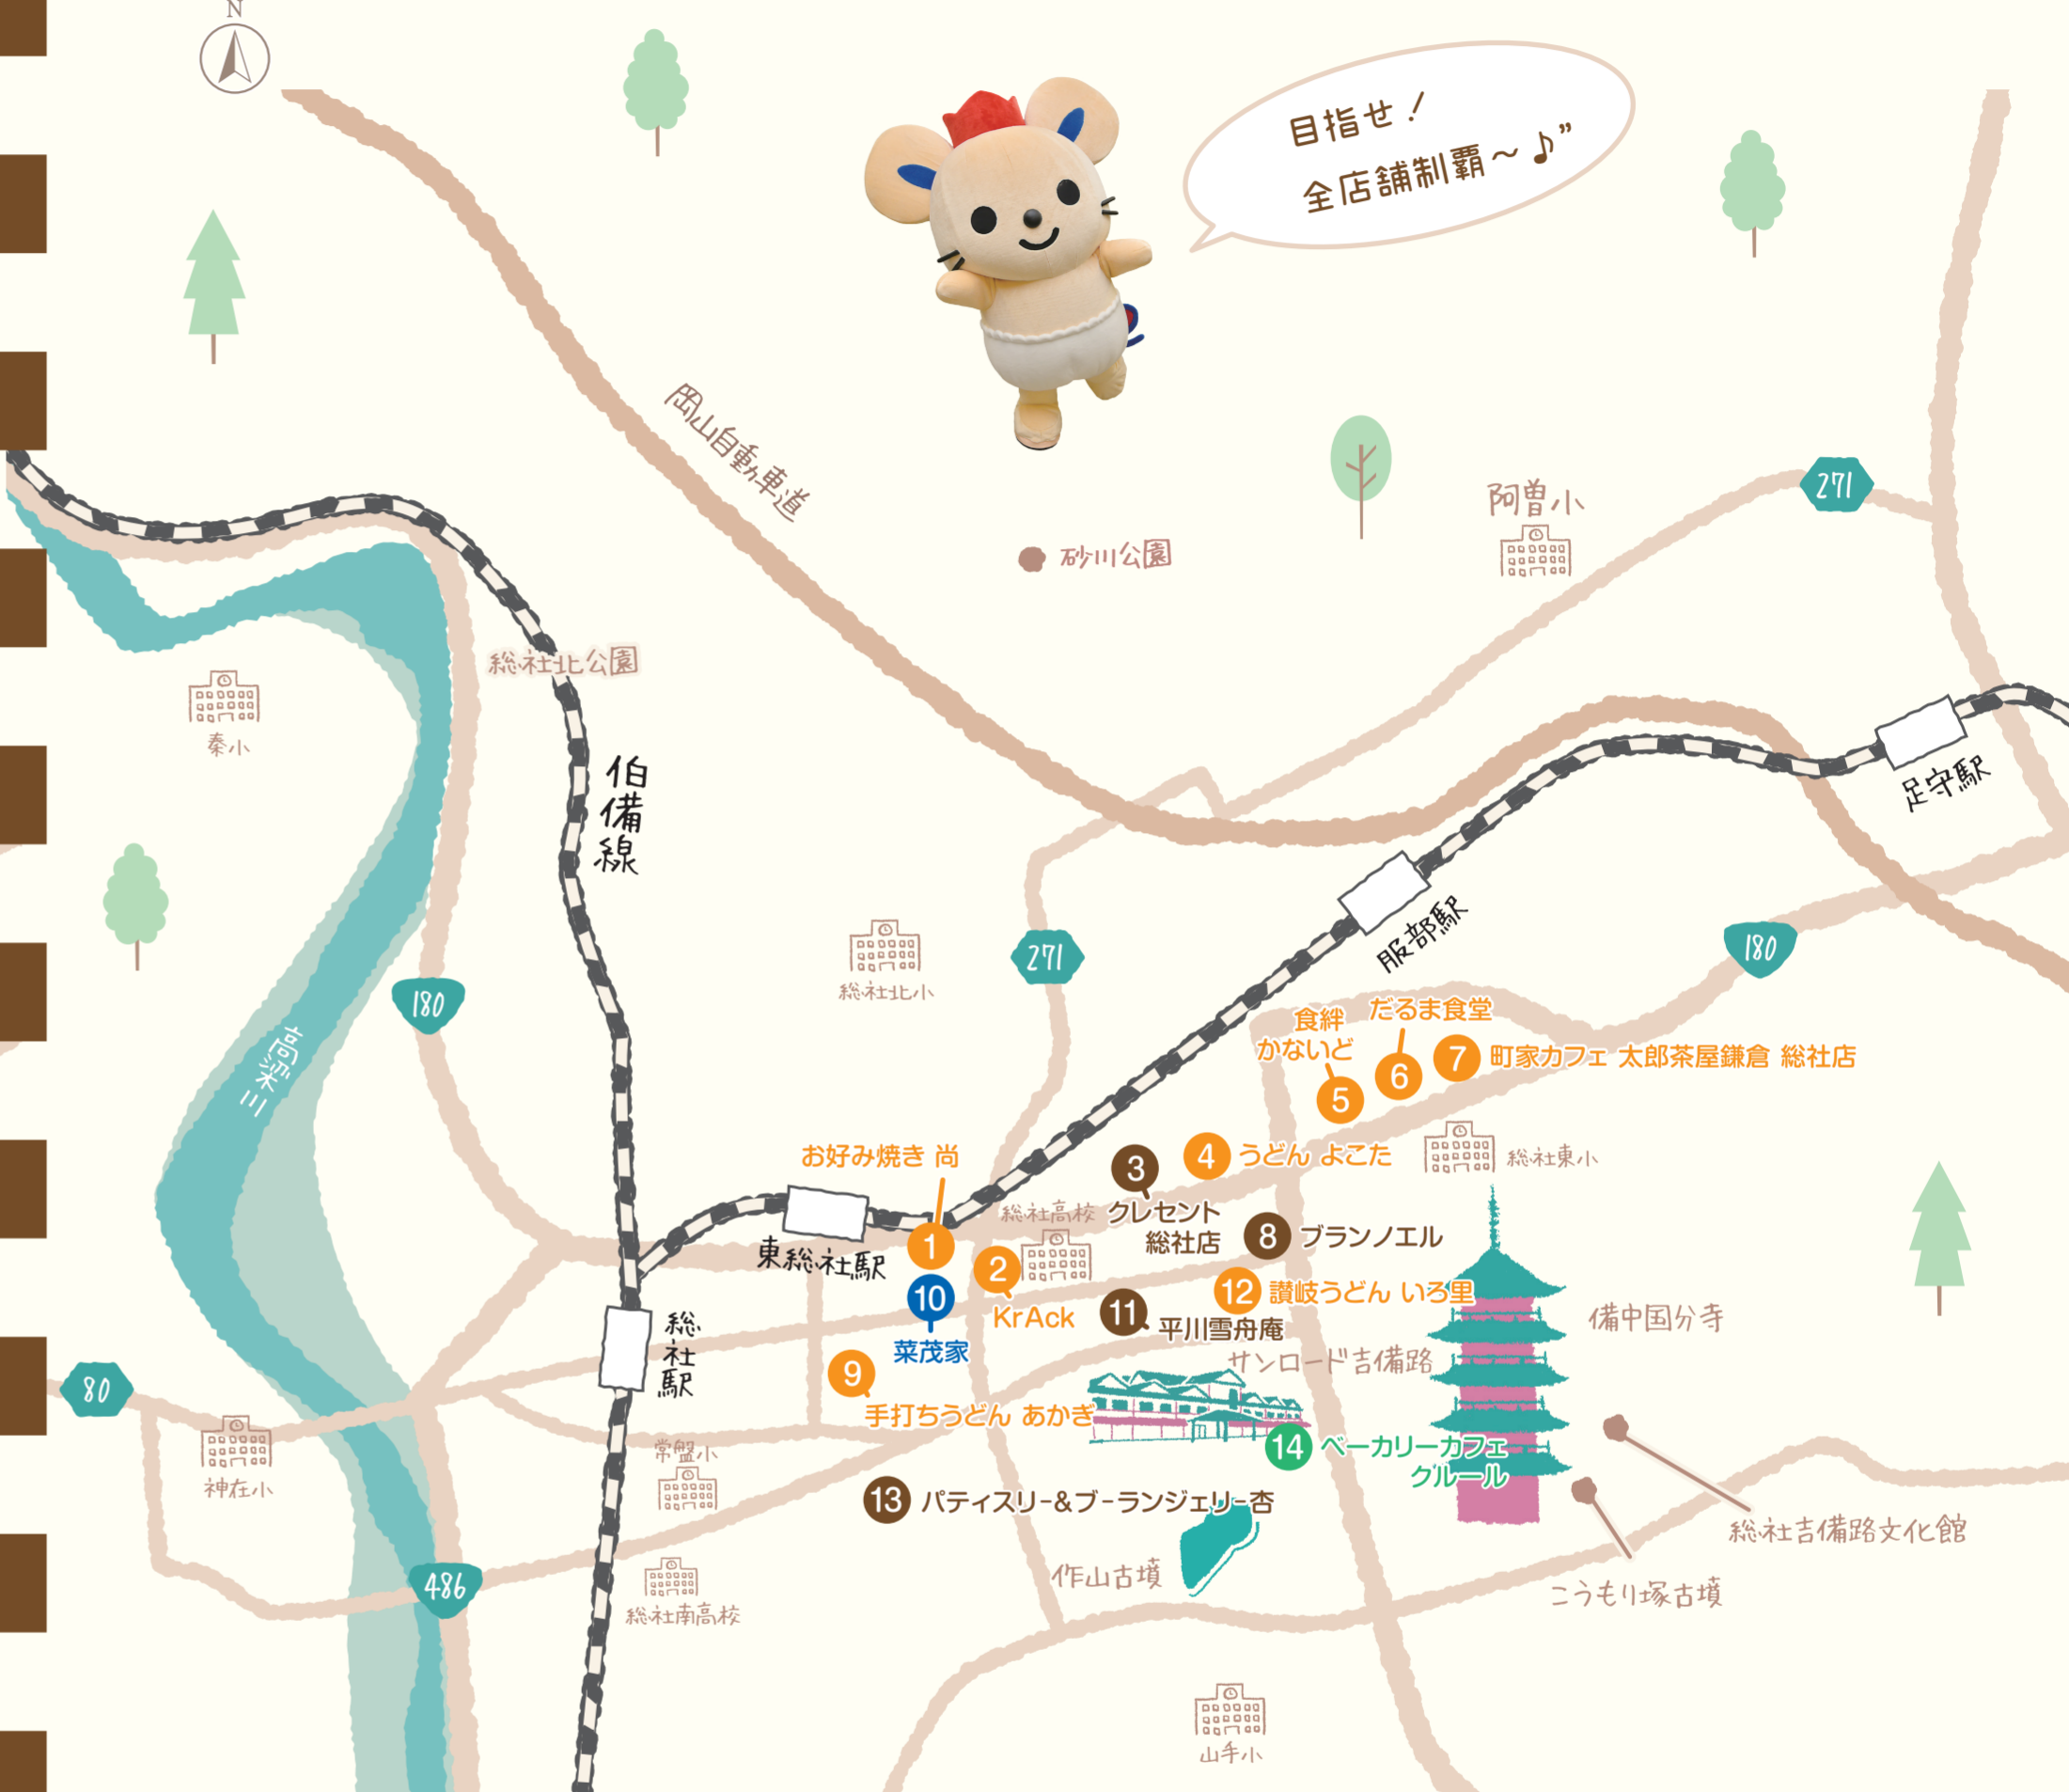 N
目指せ！
全店舗制覇～♪”
岡山自動車道
271
阿曽小
砂川公園
総社北公園
秦小
伯備線
足守駅
服部駅
180
271
総社北小
180
高梁川
食絆
かないど
だるま食堂
5
6
7 町家カフェ 太郎茶屋鎌倉 総社店
お好み焼き 尚
3
4 うどん よこた
総社東小
総社高校
クレセント
総社店
8 ブランノエル
東総社駅
1
2
KrAck
10
菜茂家
11
平川雪舟庵
12 讃岐うどん いろ里
備中国分寺
総社駅
サンロード吉備路
9
手打ちうどん あかぎ
80
神在小
常盤小
14 ベーカリーカフェ
クルール
13 パティスリー&ブーランジェリー杏
総社吉備路文化館
作山古墳
こうもり塚古墳
486
総社南高校
山手小